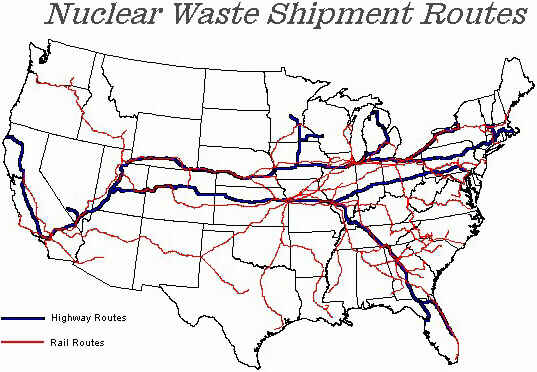 Nuclear Waste Shipment Routes
Highway Routes
Rail Routes